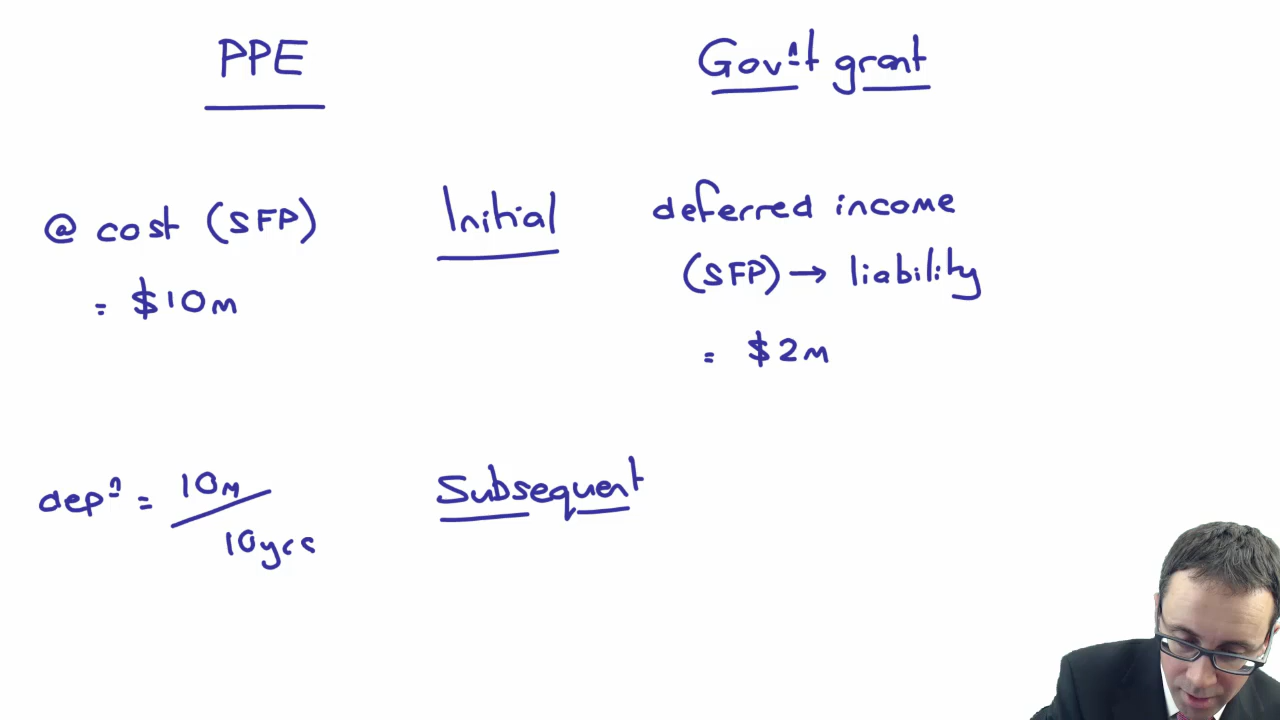 PPE
Gov^n't grant
@ cost (SFP)
= $10m
Initial
deferred income
(SFP) → liability
= $2m
dep^n = 10m / 10yrs
Subsequent